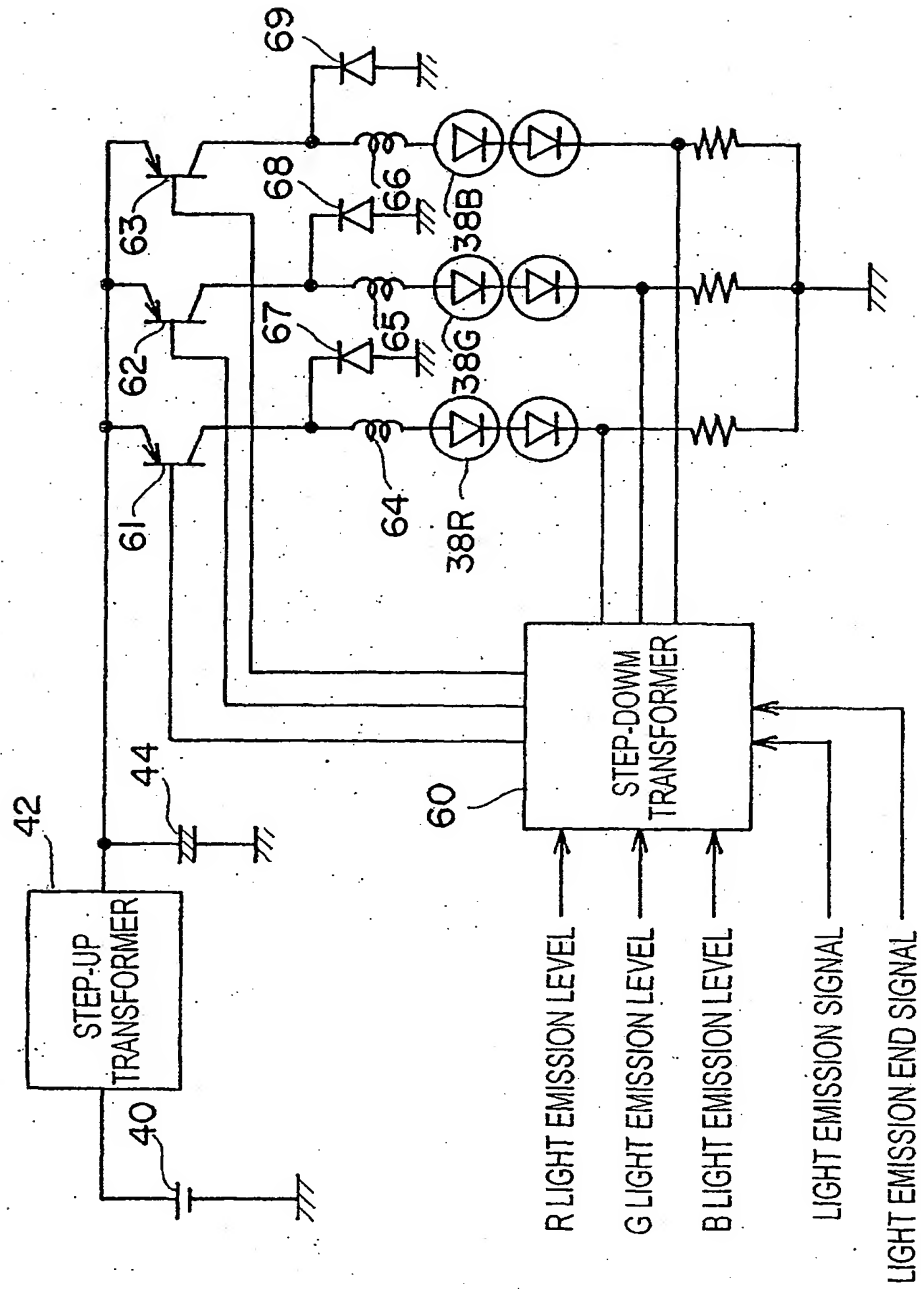 42
STEP-UP
TRANSFORMER
40
44
61
62
63
67
68
69
64
65
66
38R
38G
38B
60
STEP-DOWM
TRANSFORMER
R LIGHT EMISSION LEVEL
G LIGHT EMISSION LEVEL
B LIGHT EMISSION LEVEL
LIGHT EMISSION SIGNAL
LIGHT EMISSION END SIGNAL